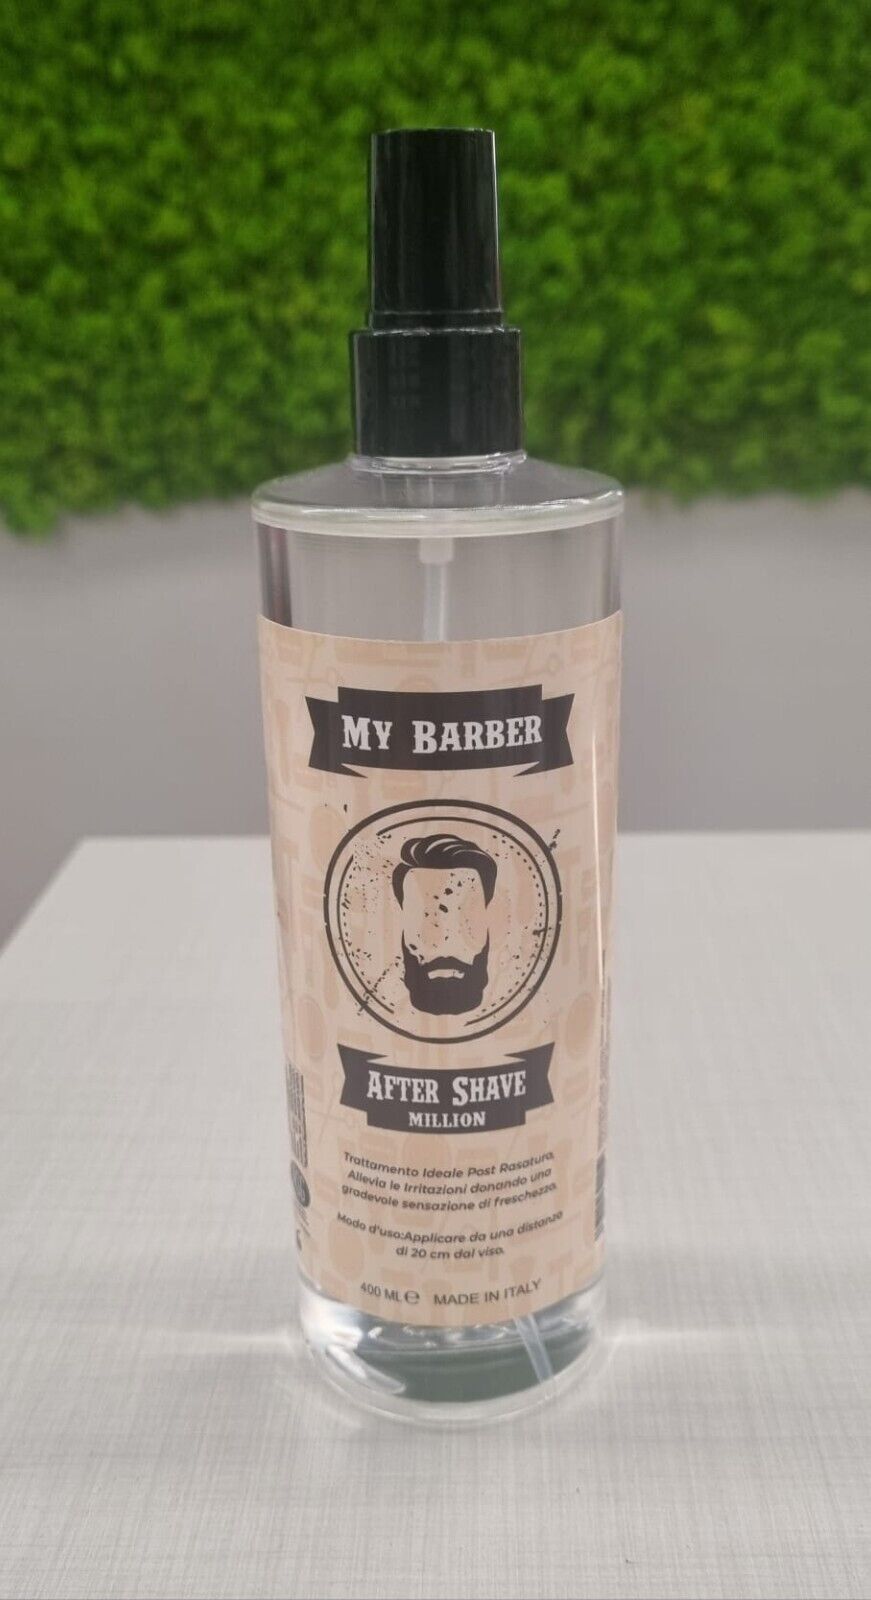 MY BARBER
AFTER SHAVE
MILLION
Trattamento Ideale Post Rasatura,
Allevia le Irritazioni donando una
gradevole sensazione di freschezza.
Modo d'uso:Applicare da una distanza
di 20 cm dal viso.
400 ML ℮ MADE IN ITALY